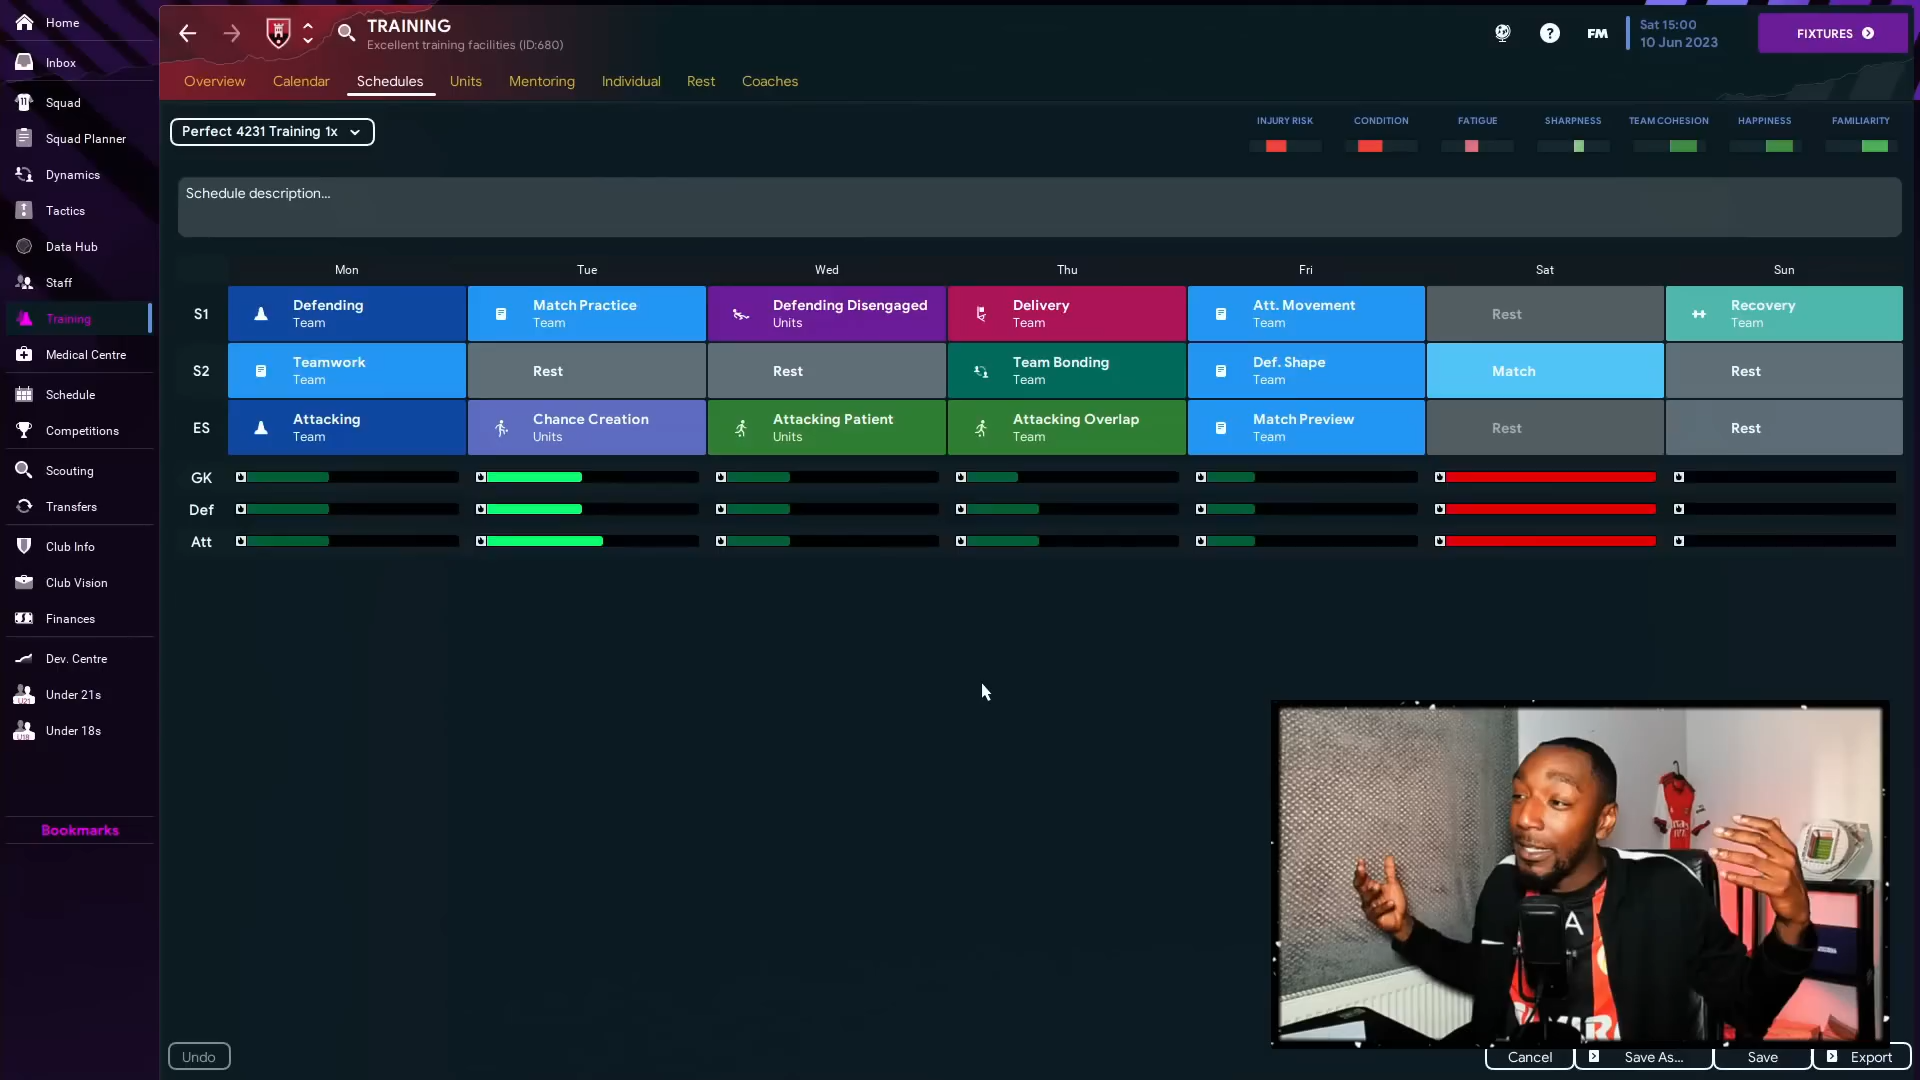 Home
TRAINING
Excellent training facilities (ID:680)
?
FM
Sat 15:00
10 Jun 2023
FIXTURES
Inbox
Overview
Calendar
Schedules
Units
Mentoring
Individual
Rest
Coaches
Squad
Squad Planner
Dynamics
Tactics
Data Hub
Staff
Training
Medical Centre
Schedule
Competitions
Scouting
Transfers
Club Info
Club Vision
Finances
Dev. Centre
Under 21s
Under 18s
Bookmarks
Perfect 4231 Training 1x
INJURY RISK
CONDITION
FATIGUE
SHARPNESS
TEAM COHESION
HAPPINESS
FAMILIARITY
Schedule description...
Mon
Tue
Wed
Thu
Fri
Sat
Sun
S1
Defending
Team
Match Practice
Team
Defending Disengaged
Units
Delivery
Team
Att. Movement
Team
Rest
Recovery
Team
S2
Teamwork
Team
Rest
Rest
Team Bonding
Team
Def. Shape
Team
Match
Rest
ES
Attacking
Team
Chance Creation
Units
Attacking Patient
Units
Attacking Overlap
Team
Match Preview
Team
Rest
Rest
GK
Def
Att
Undo
Cancel
Save As...
Save
Export